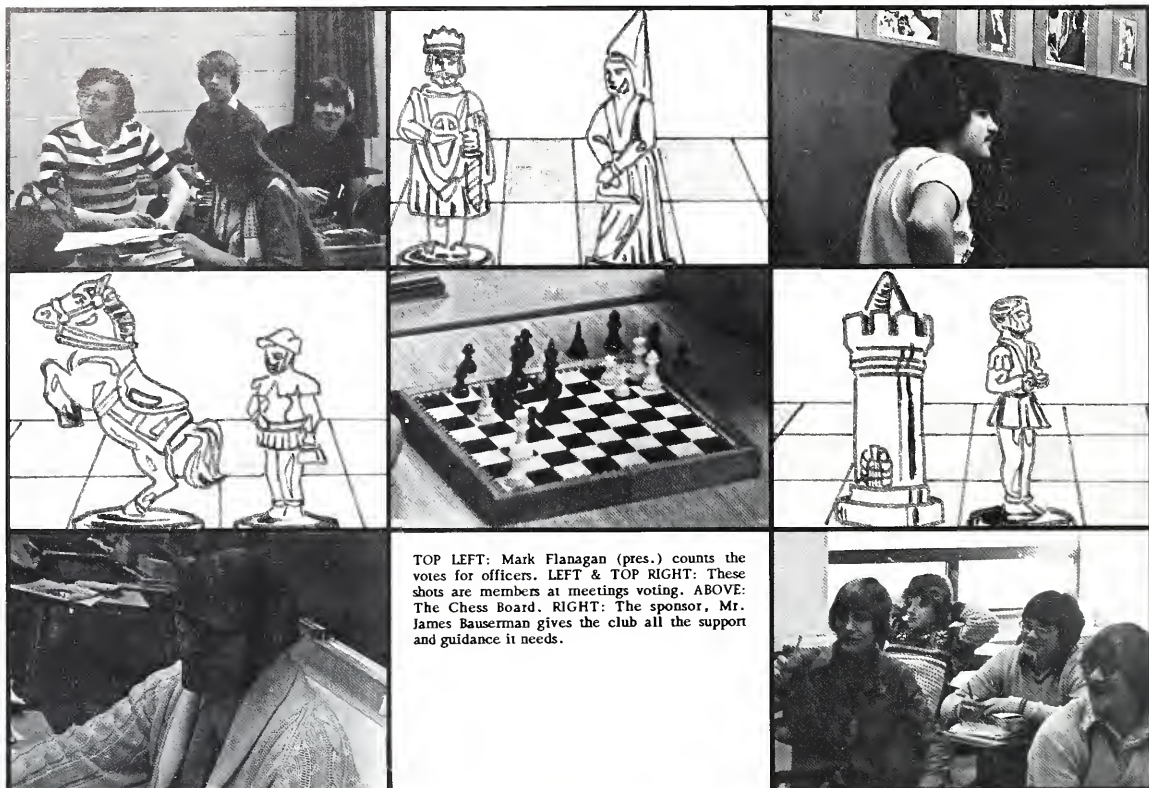 TOP LEFT: Mark Flanagan (pres.) counts the
votes for officers. LEFT & TOP RIGHT: These
shots are members at meetings voting. ABOVE:
The Chess Board. RIGHT: The sponsor, Mr.
James Bauserman gives the club all the support
and guidance it needs.